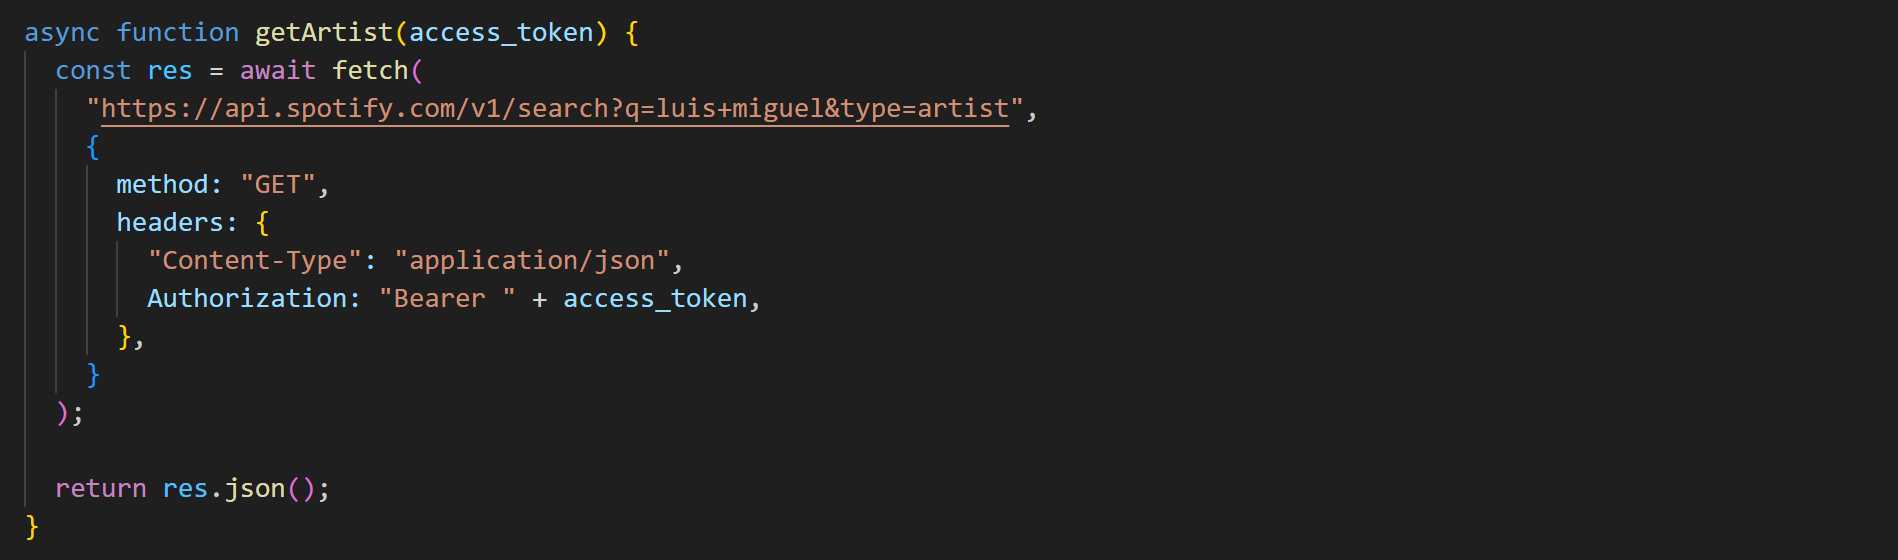 async function getArtist(access_token) {
  const res = await fetch(
    "https://api.spotify.com/v1/search?q=luis+miguel&type=artist",
    {
      method: "GET",
      headers: {
        "Content-Type": "application/json",
        Authorization: "Bearer " + access_token,
      },
    }
  );

  return res.json();
}